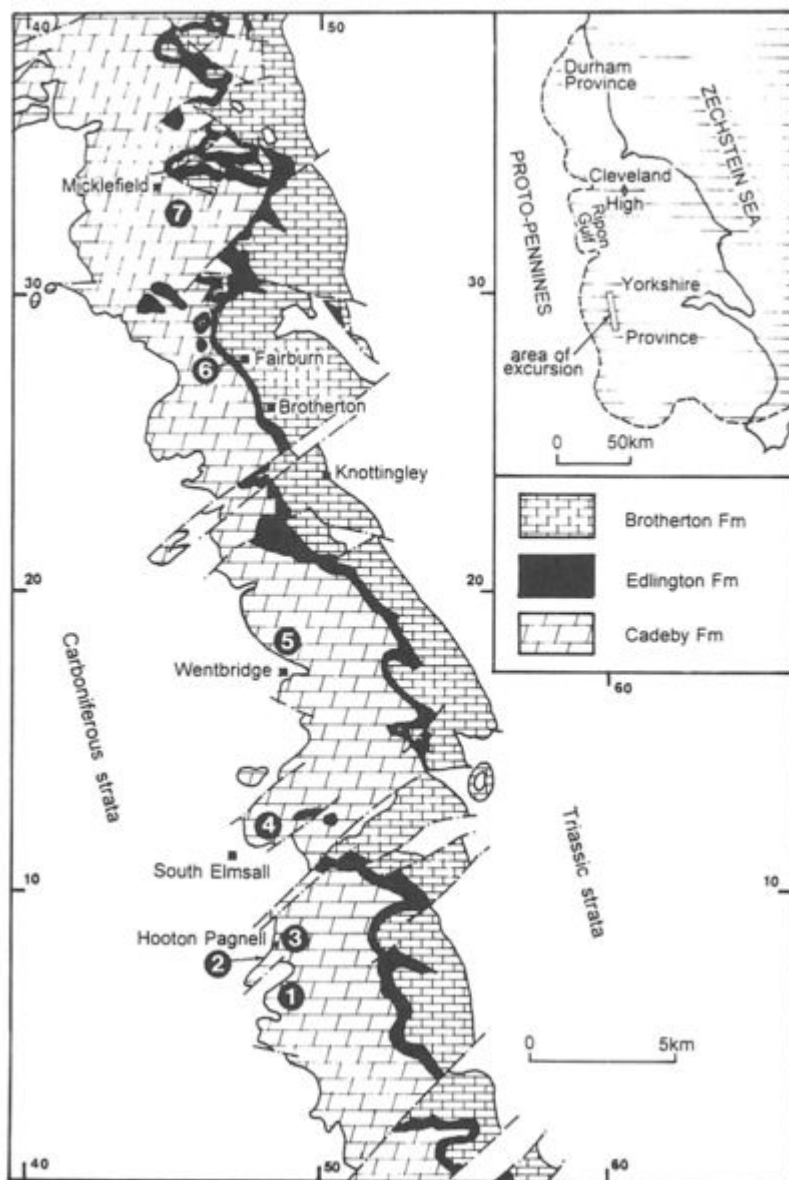 40
50
Durham
Province
ZECHSTEIN SEA
PROTO-PENNINES
Cleveland
High
Ripon
Gulf
Yorkshire
Province
area of
excursion
0 50km
Micklefield
7
30
30
6
Fairburn
Brotherton
Knottingley
Brotherton Fm
Edlington Fm
Cadeby Fm
20
20
5
Wentbridge
60
Carboniferous strata
4
South Elmsall
Triassic strata
10
10
Hooton Pagnell
3
2
1
0 5km
40
50
60